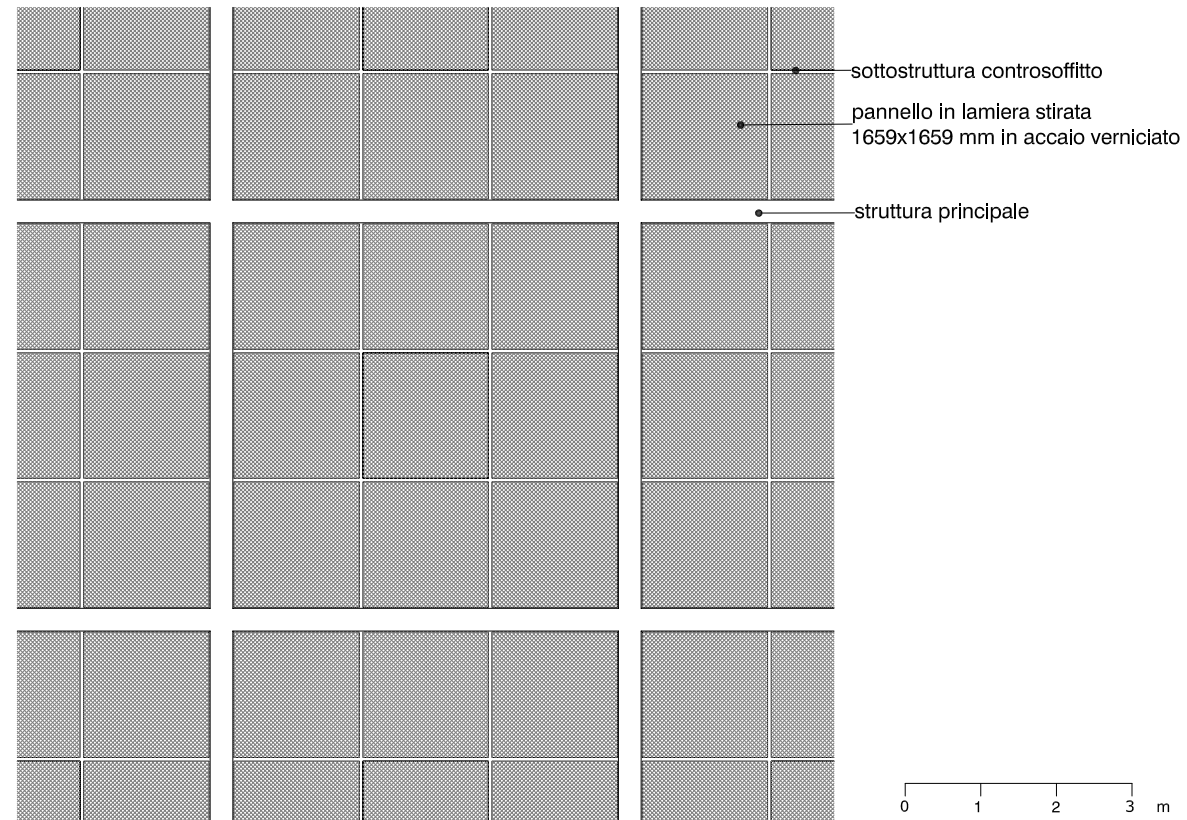 sottostruttura controsoffitto
pannello in lamiera stirata
1659x1659 mm in accaio verniciato
struttura principale
0 1 2 3 m